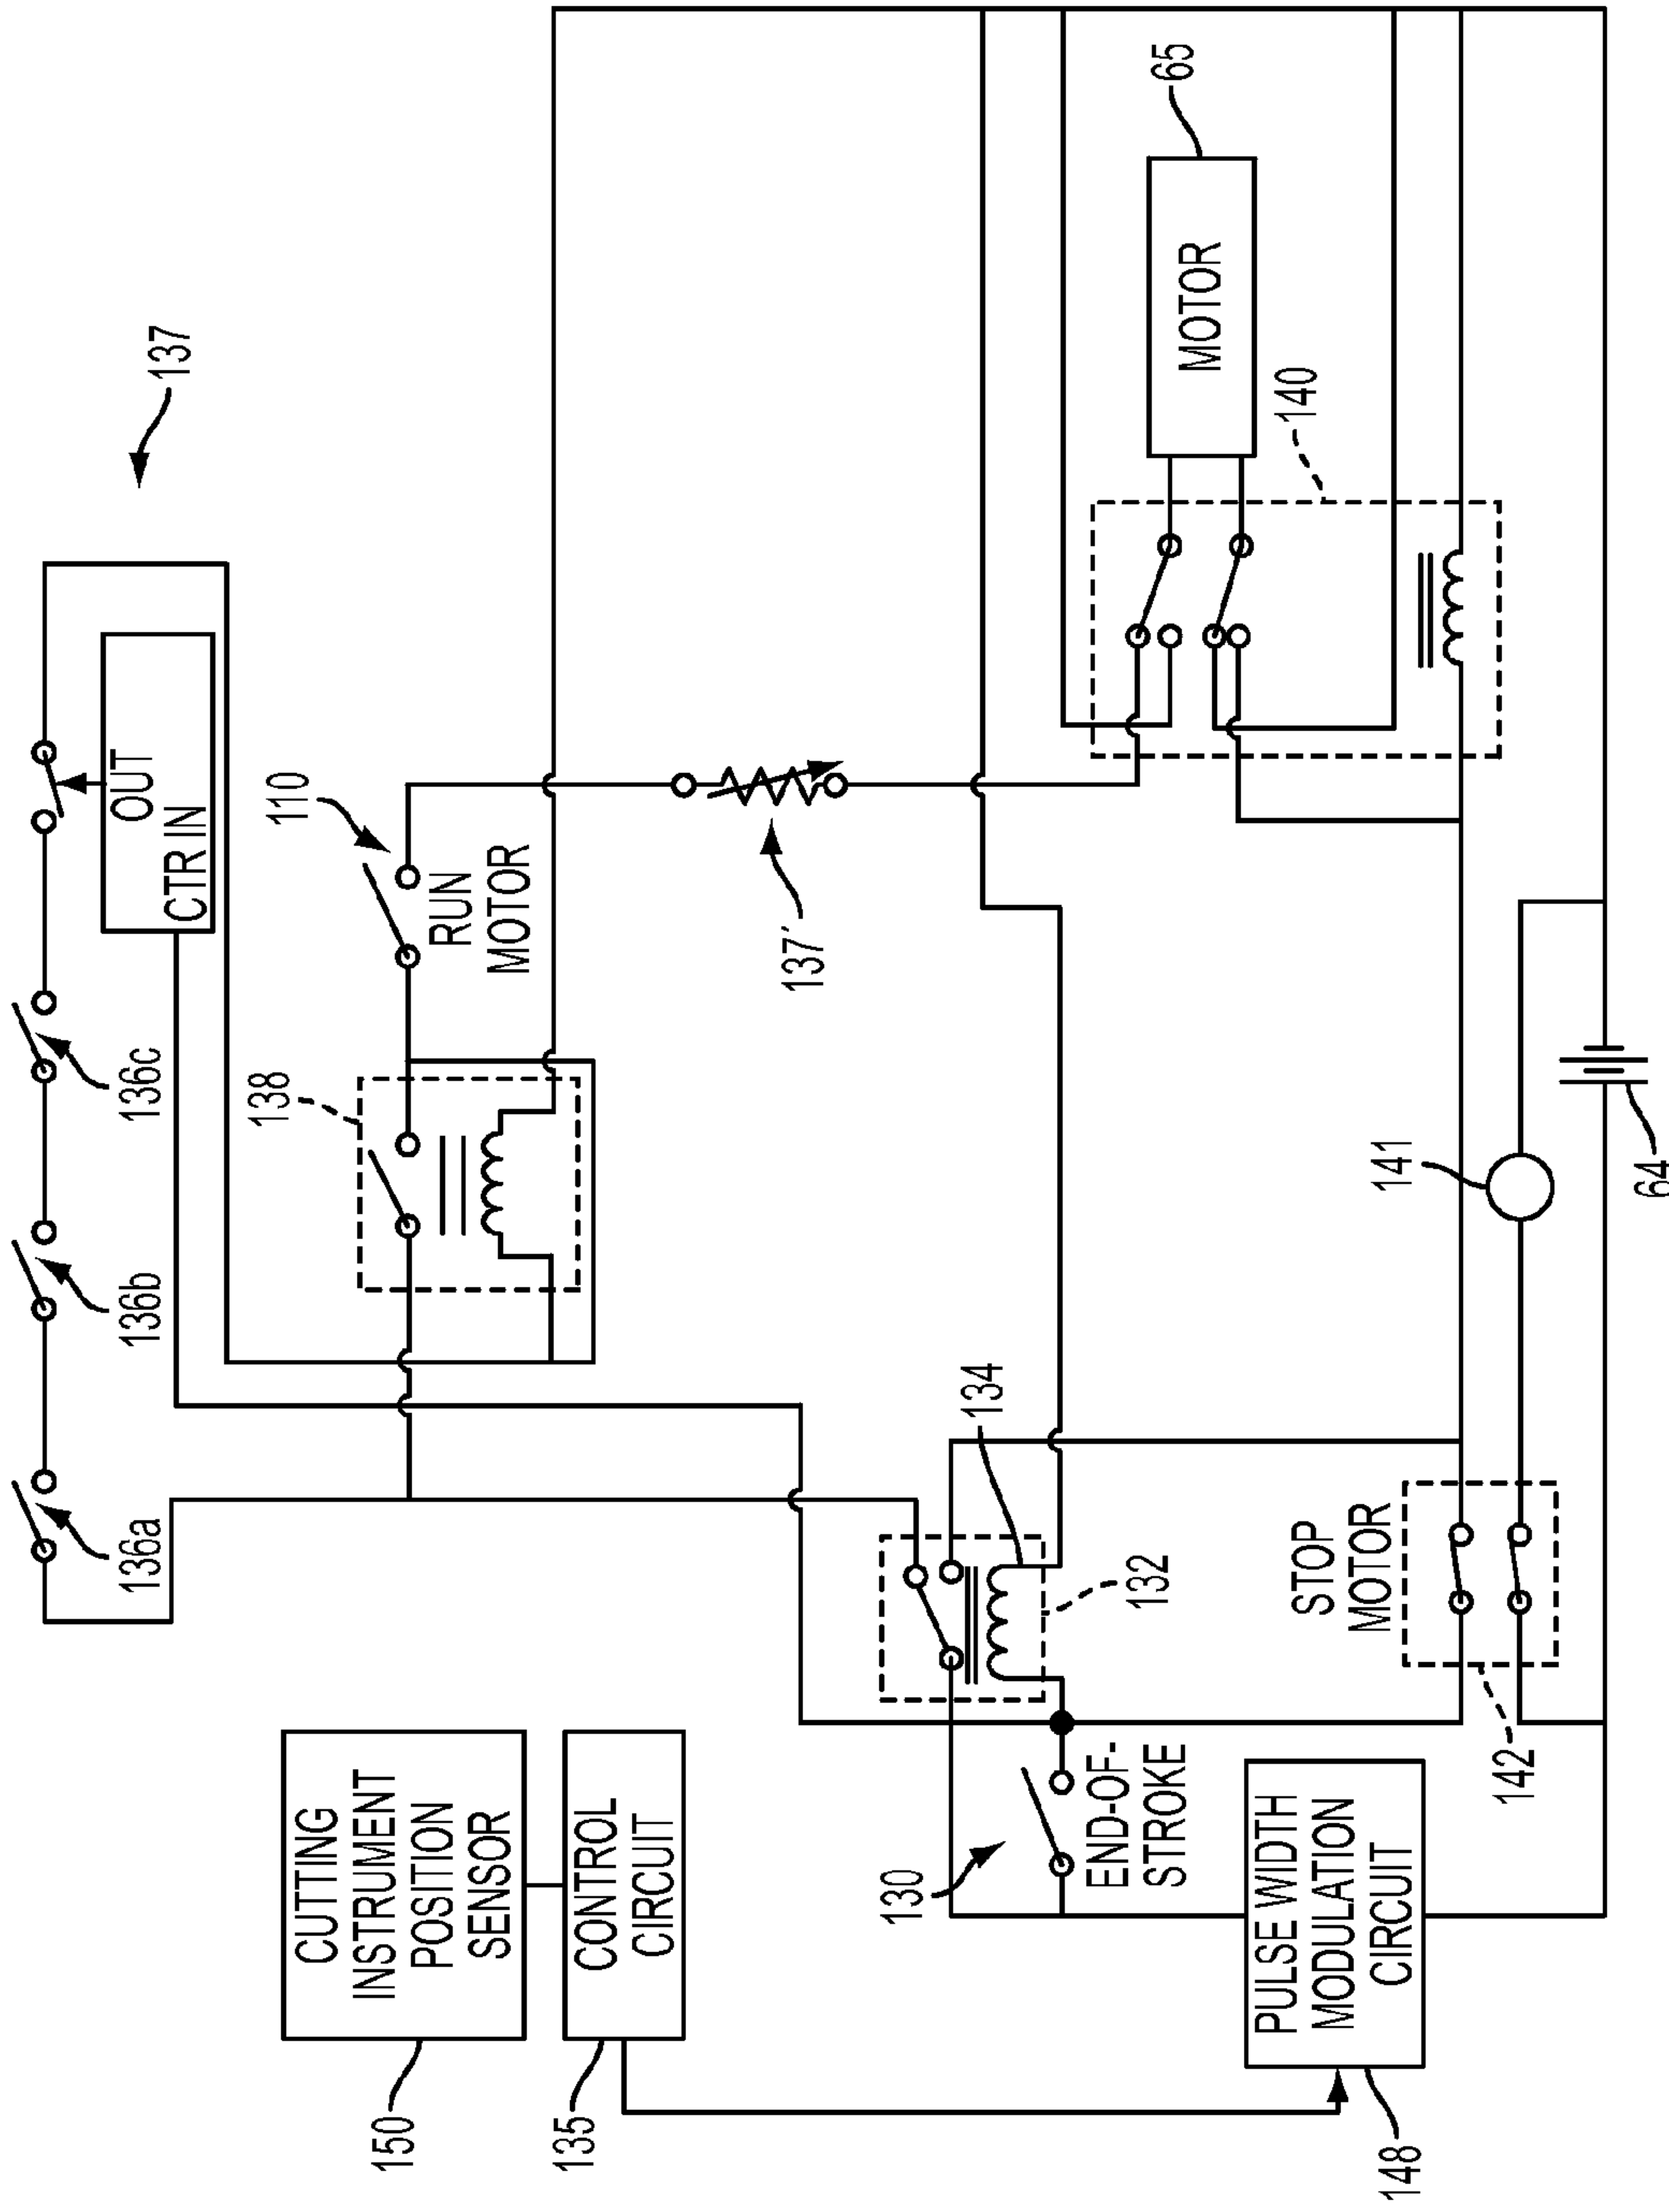 137
OUT
CTR IN
136c
136b
136a
110
RUN
MOTOR
138
137'
65
MOTOR
140
134
132
STOP
MOTOR
142
141
64
CUTTING
INSTRUMENT
POSITION
SENSOR
150
CONTROL
CIRCUIT
135
130
END-OF-
STROKE
PULSE WIDTH
MODULATION
CIRCUIT
148